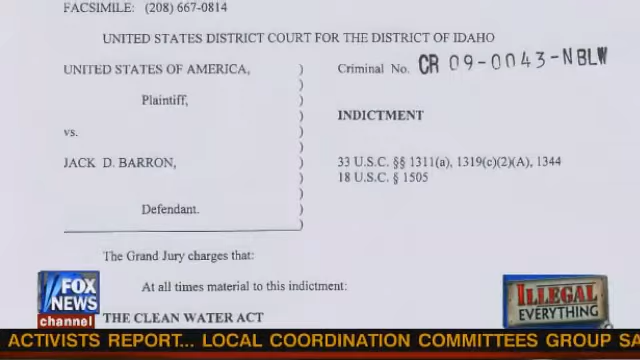 FACSIMILE: (208) 667-0814
UNITED STATES DISTRICT COURT FOR THE DISTRICT OF IDAHO
UNITED STATES OF AMERICA,
Plaintiff,
vs.
JACK D. BARRON,
Defendant.
)
)
)
)
)
)
)
)
)
)
Criminal No. CR 09-0043-N BLW
INDICTMENT
33 U.S.C. §§ 1311(a), 1319(c)(2)(A), 1344
18 U.S.C. § 1505
The Grand Jury charges that:
At all times material to this indictment:
THE CLEAN WATER ACT
FOX
NEWS
channel
ILLEGAL
EVERYTHING
ACTIVISTS REPORT... LOCAL COORDINATION COMMITTEES GROUP SA